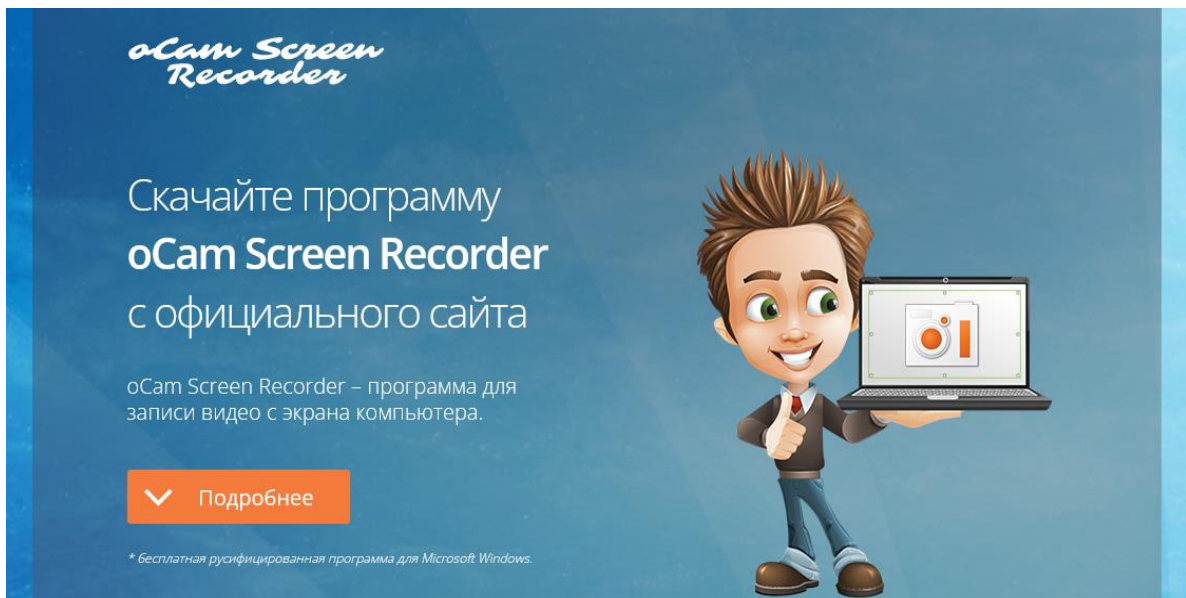 oCam Screen
Recorder
Скачайте программу
oCam Screen Recorder
с официального сайта
oCam Screen Recorder – программа для
записи видео с экрана компьютера.
Подробнее
* бесплатная русифицированная программа для Microsoft Windows.